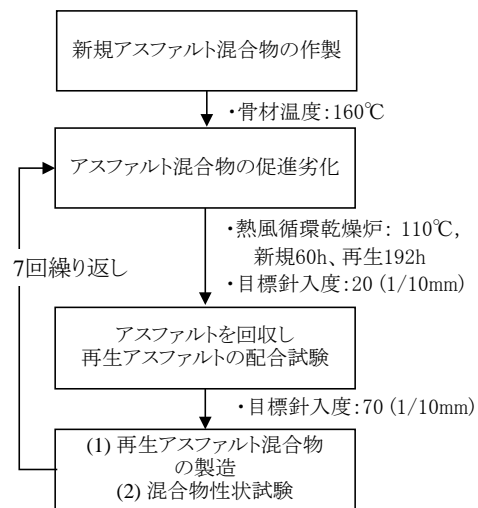 新規アスファルト混合物の作製
・骨材温度:160℃
アスファルト混合物の促進劣化
・熱風循環乾燥炉: 110℃,
新規60h、再生192h
・目標針入度:20 (1/10mm)
7回繰り返し
アスファルトを回収し
再生アスファルトの配合試験
・目標針入度:70 (1/10mm)
(1) 再生アスファルト混合物
の製造
(2) 混合物性状試験